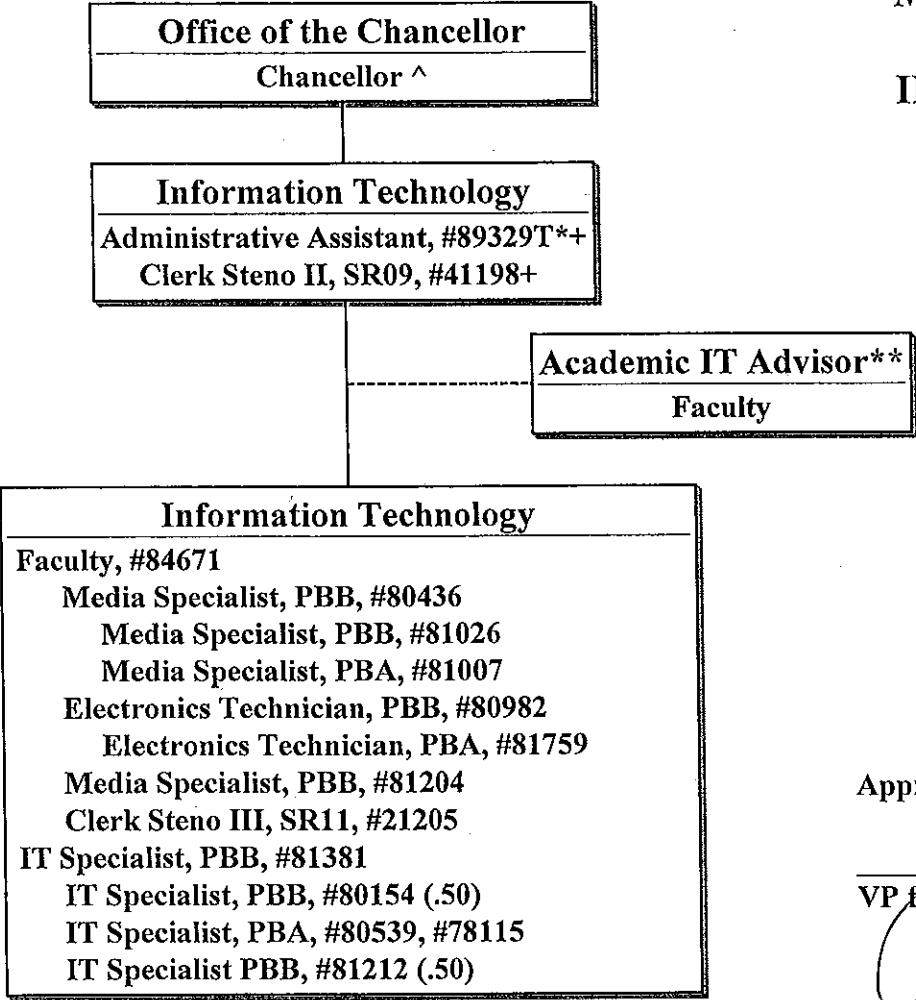 Office of the Chancellor
Chancellor ^
Information Technology
Administrative Assistant, #89329T*+
Clerk Steno II, SR09, #41198+
Academic IT Advisor**
Faculty
Information Technology
Faculty, #84671
Media Specialist, PBB, #80436
Media Specialist, PBB, #81026
Media Specialist, PBA, #81007
Electronics Technician, PBB, #80982
Electronics Technician, PBA, #81759
Media Specialist, PBB, #81204
Clerk Steno III, SR11, #21205
IT Specialist, PBB, #81381
IT Specialist, PBB, #80154 (.50)
IT Specialist, PBA, #80539, #78115
IT Specialist PBB, #81212 (.50)
VP